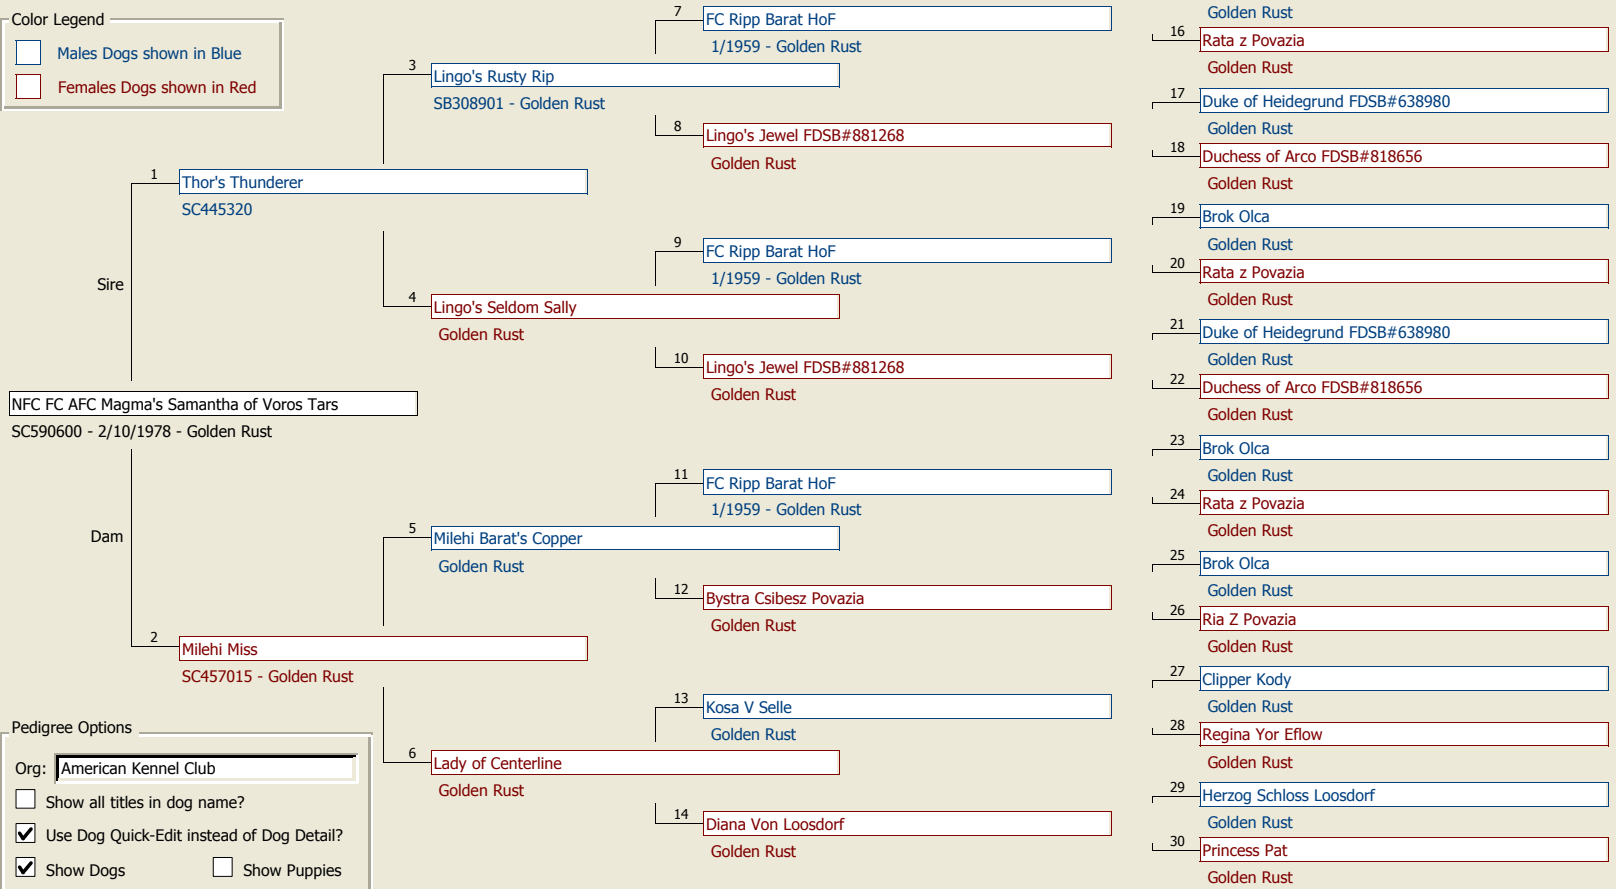 Color Legend
Males Dogs shown in Blue
Females Dogs shown in Red
Sire
Dam
NFC FC AFC Magma's Samantha of Voros Tars
SC590600 - 2/10/1978 - Golden Rust
1
Thor's Thunderer
SC445320
2
Milehi Miss
SC457015 - Golden Rust
3
Lingo's Rusty Rip
SB308901 - Golden Rust
4
Lingo's Seldom Sally
Golden Rust
5
Milehi Barat's Copper
Golden Rust
6
Lady of Centerline
Golden Rust
7
FC Ripp Barat HoF
1/1959 - Golden Rust
8
Lingo's Jewel FDSB#881268
Golden Rust
9
FC Ripp Barat HoF
1/1959 - Golden Rust
10
Lingo's Jewel FDSB#881268
Golden Rust
11
FC Ripp Barat HoF
1/1959 - Golden Rust
12
Bystra Csibesz Povazia
Golden Rust
13
Kosa V Selle
Golden Rust
14
Diana Von Loosdorf
Golden Rust
Golden Rust
16
Rata z Povazia
Golden Rust
17
Duke of Heidegrund FDSB#638980
Golden Rust
18
Duchess of Arco FDSB#818656
Golden Rust
19
Brok Olca
Golden Rust
20
Rata z Povazia
Golden Rust
21
Duke of Heidegrund FDSB#638980
Golden Rust
22
Duchess of Arco FDSB#818656
Golden Rust
23
Brok Olca
Golden Rust
24
Rata z Povazia
Golden Rust
25
Brok Olca
Golden Rust
26
Ria Z Povazia
Golden Rust
27
Clipper Kody
Golden Rust
28
Regina Yor Eflow
Golden Rust
29
Herzog Schloss Loosdorf
Golden Rust
30
Princess Pat
Golden Rust
Pedigree Options
Org: American Kennel Club
Show all titles in dog name?
Use Dog Quick-Edit instead of Dog Detail?
Show Dogs Show Puppies